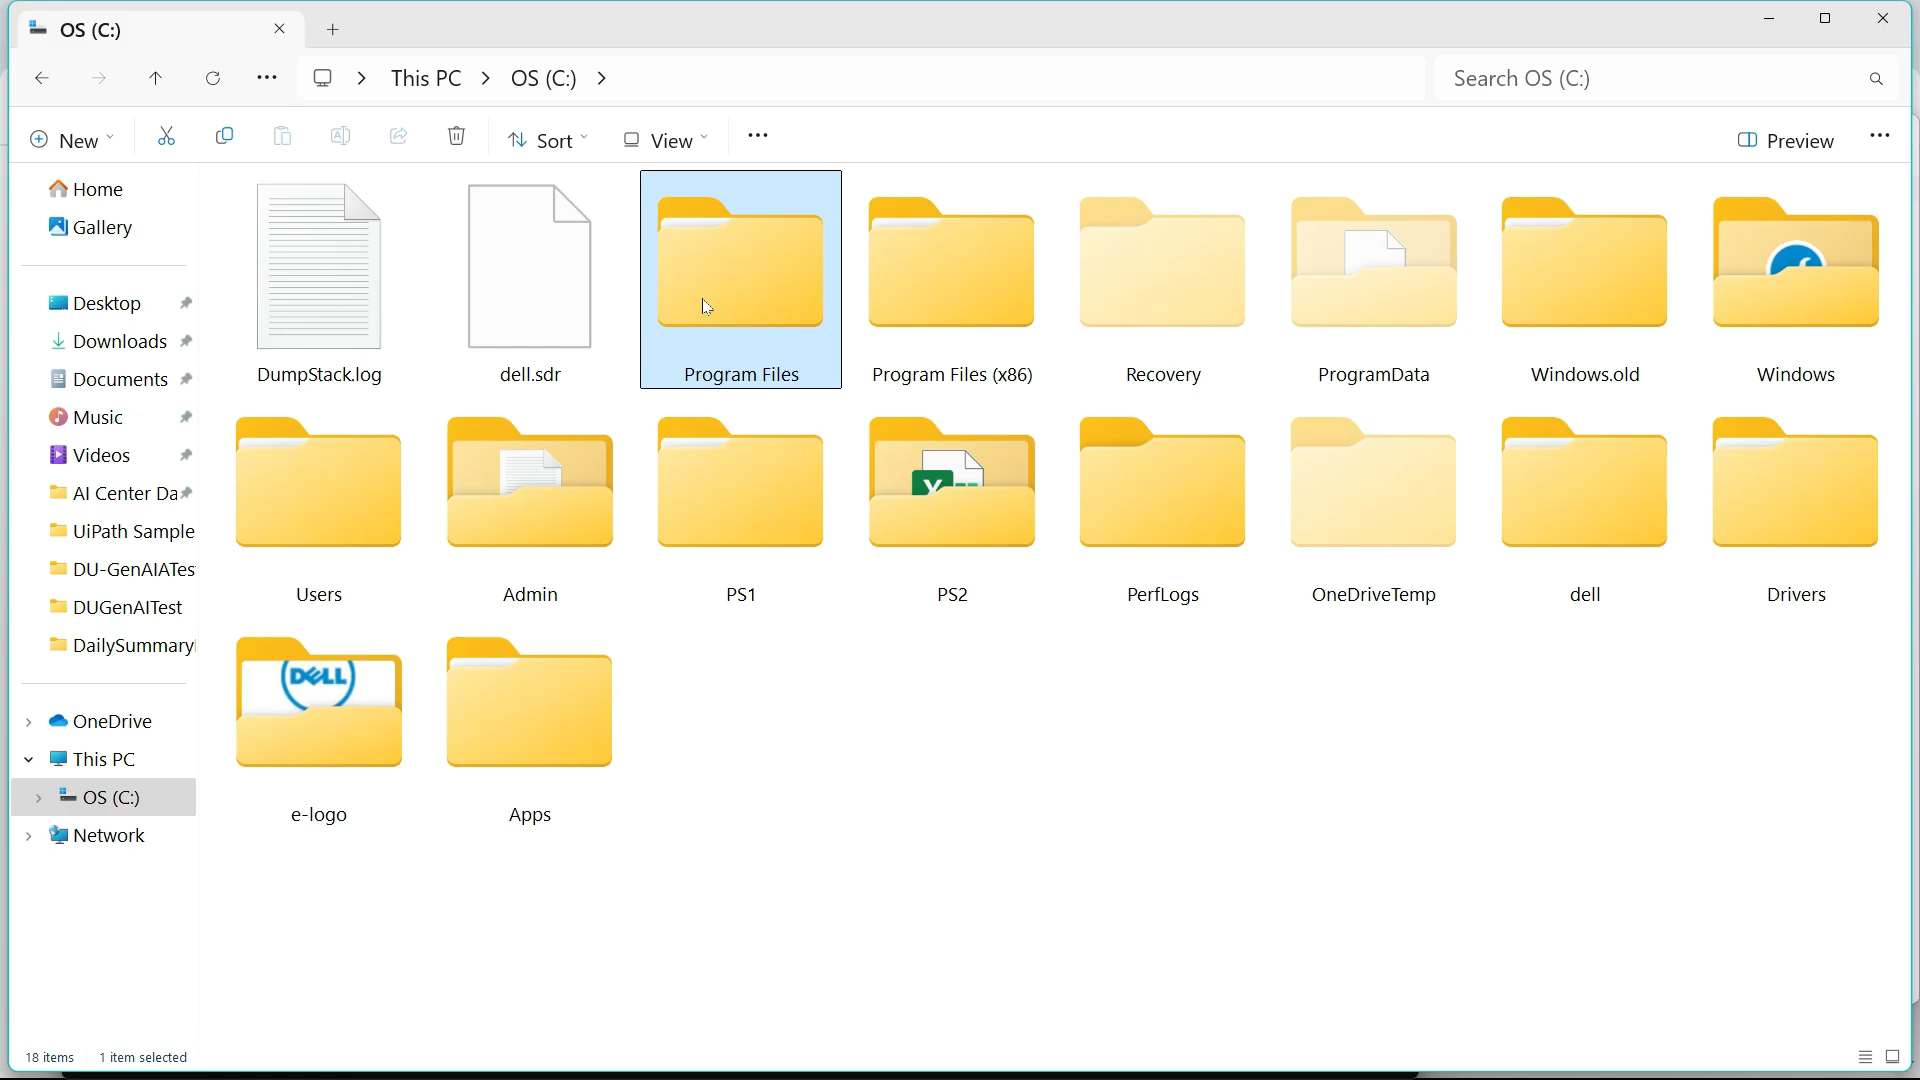 OS (C:)
This PC > OS (C:) >
Search OS (C:)
New
Sort
View
Preview
Home
Gallery
Desktop
Downloads
Documents
Music
Videos
AI Center Da
UiPath Sample
DU-GenAIATes
DUGenAITest
DailySummary
OneDrive
This PC
OS (C:)
Network
DumpStack.log
dell.sdr
Program Files
Program Files (x86)
Recovery
ProgramData
Windows.old
Windows
Users
Admin
PS1
PS2
PerfLogs
OneDriveTemp
dell
Drivers
DELL
e-logo
Apps
18 items 1 item selected